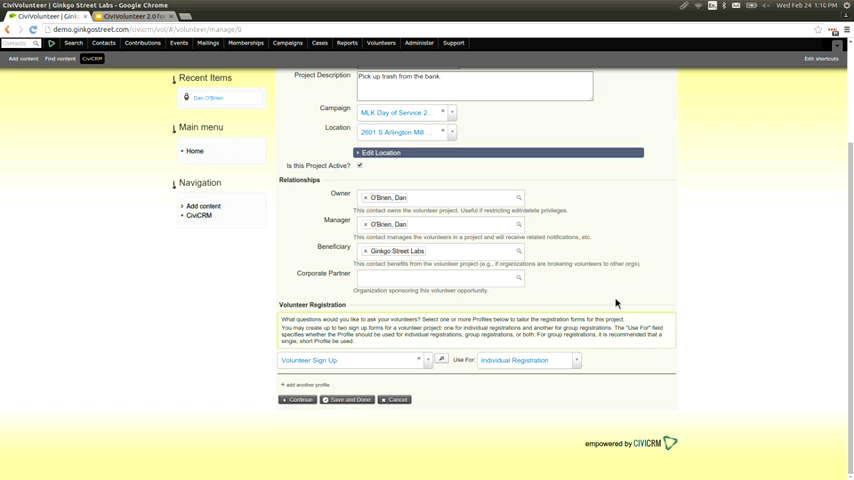 CiviVolunteer | Ginkgo Street Labs - Google Chrome
Wed Feb 24 1:10 PM
CiviVolunteer | Gink
CiviVolunteer 2.0 foo
demo.ginkgostreet.com/civicrm/vol/#/volunteer/manage/0
Contacts
Search Contacts Contributions Events Mailings Memberships Campaigns Cases Reports Volunteers Administer Support
Add content Find content CiviCRM Edit shortcuts
Recent Items
Dan O'Brien
Main menu
Home
Navigation
Add content
CiviCRM
Project Description
Pick up trash from the bank.
Campaign
MLK Day of Service 2...
Location
2601 S Arlington Mill ...
Edit Location
Is this Project Active?
Relationships
Owner
O'Brien, Dan
This contact owns the volunteer project. Useful if restricting edit/delete privileges.
Manager
O'Brien, Dan
This contact manages the volunteers in a project and will receive related notifications, etc.
Beneficiary
Ginkgo Street Labs
This contact benefits from the volunteer project (e.g., if organizations are brokering volunteers to other orgs).
Corporate Partner
Organization sponsoring this volunteer opportunity.
Volunteer Registration
What questions would you like to ask your volunteers? Select one or more Profiles below to tailor the registration forms for this project.
You may create up to two sign up forms for a volunteer project: one for individual registrations and another for group registrations. The "Use For" field
specifies whether the Profile should be used for individual registrations, group registrations, or both. For group registrations, it is recommended that a
single, short Profile be used.
Volunteer Sign Up
Use For:
Individual Registration
+ add another profile
Continue
Save and Done
Cancel
empowered by CIVICRM